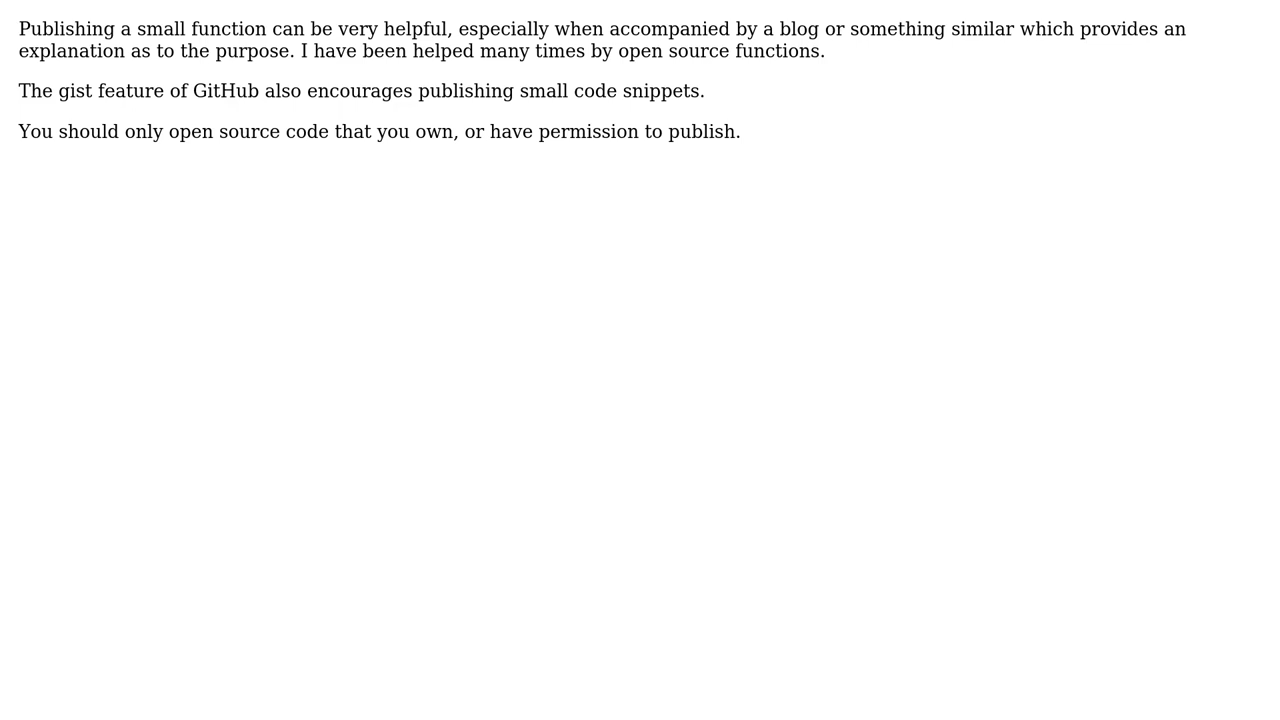 Publishing a small function can be very helpful, especially when accompanied by a blog or something similar which provides an
explanation as to the purpose. I have been helped many times by open source functions.
The gist feature of GitHub also encourages publishing small code snippets.
You should only open source code that you own, or have permission to publish.